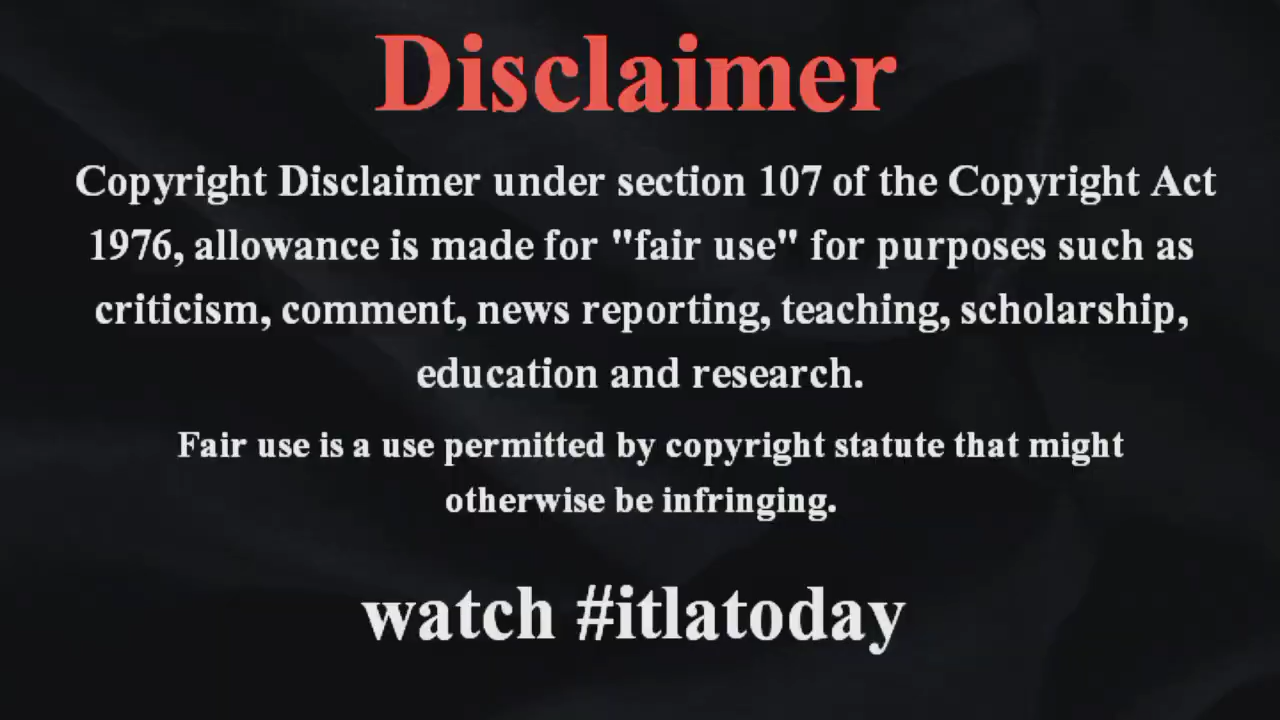 Disclaimer
Copyright Disclaimer under section 107 of the Copyright Act
1976, allowance is made for "fair use" for purposes such as
criticism, comment, news reporting, teaching, scholarship,
education and research.
Fair use is a use permitted by copyright statute that might
otherwise be infringing.
watch #itlatoday